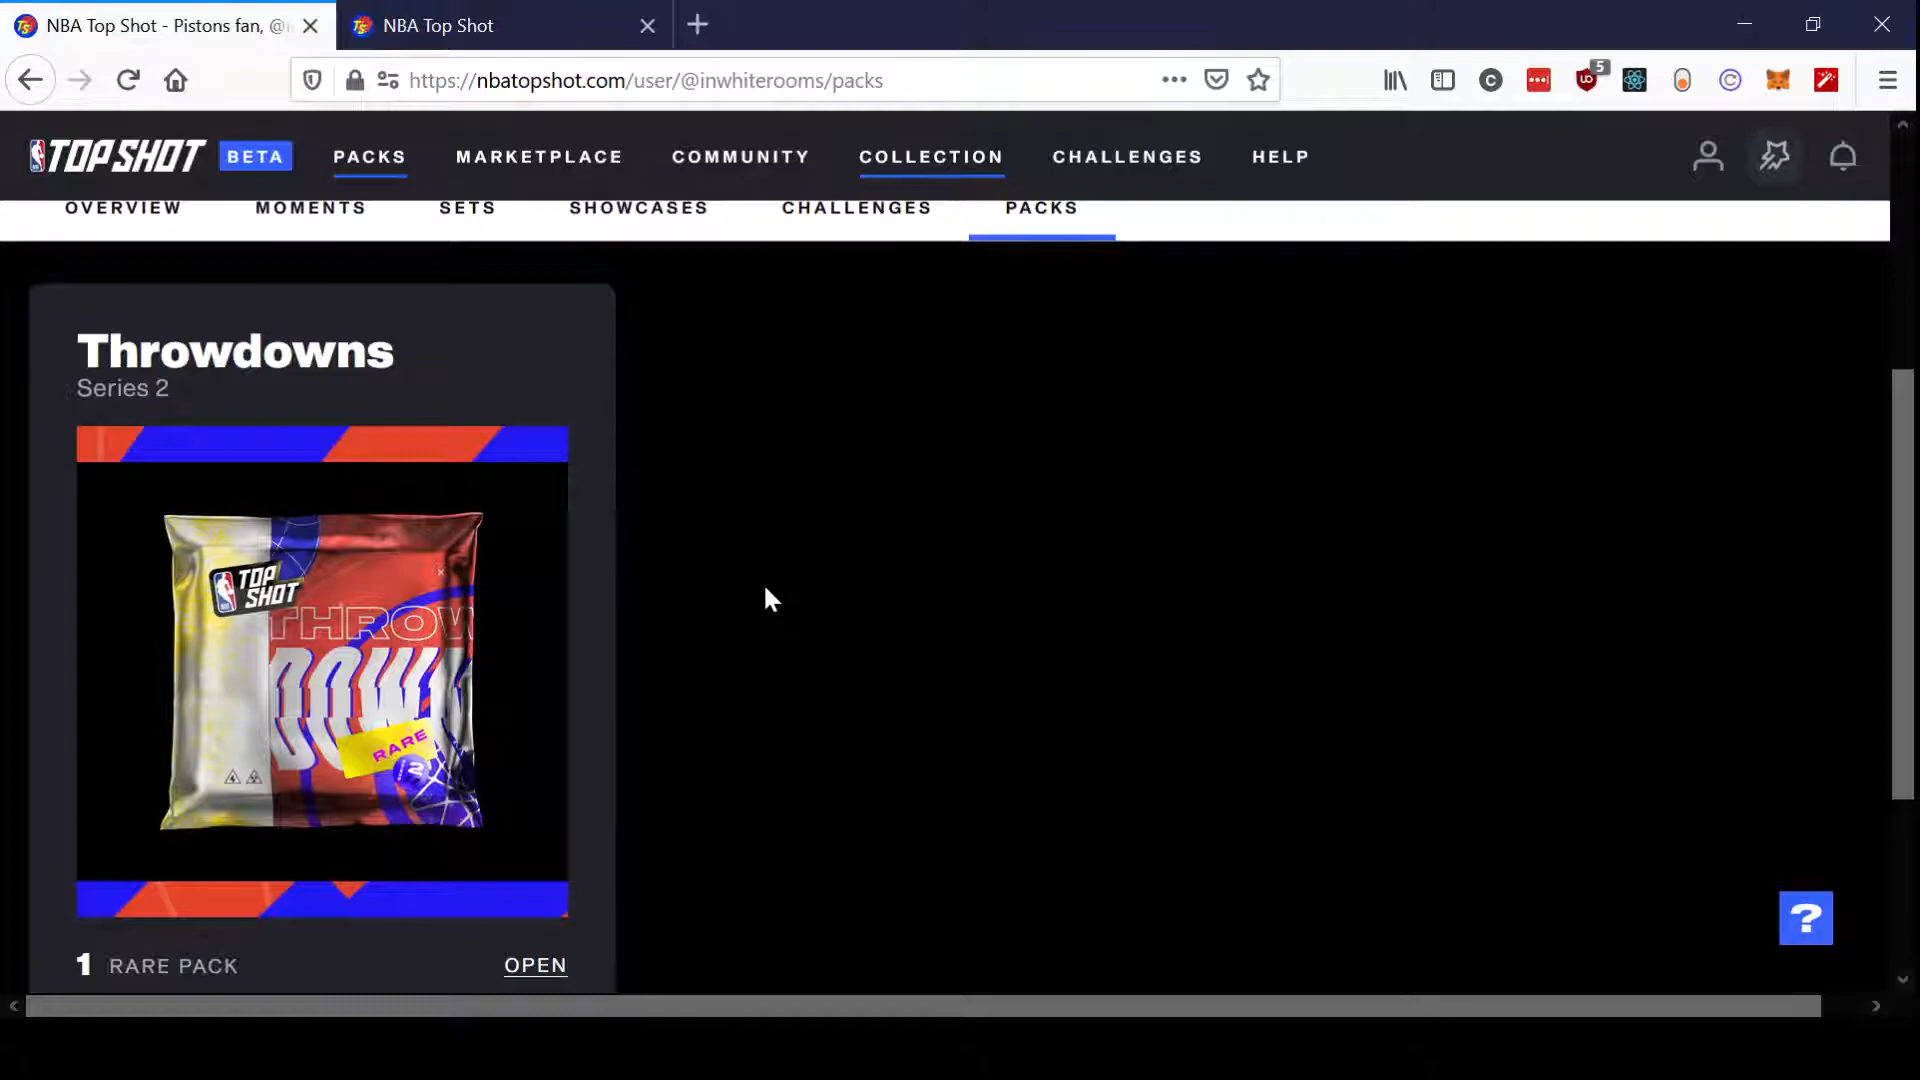 NBA Top Shot - Pistons fan, @i
NBA Top Shot
https://nbatopshot.com/user/@inwhiterooms/packs
5
TOP SHOT BETA PACKS MARKETPLACE COMMUNITY COLLECTION CHALLENGES HELP
OVERVIEW MOMENTS SETS SHOWCASES CHALLENGES PACKS
Throwdowns
Series 2
TOP
SHOT
THROW
DOWN
RARE
2
?
1 RARE PACK OPEN